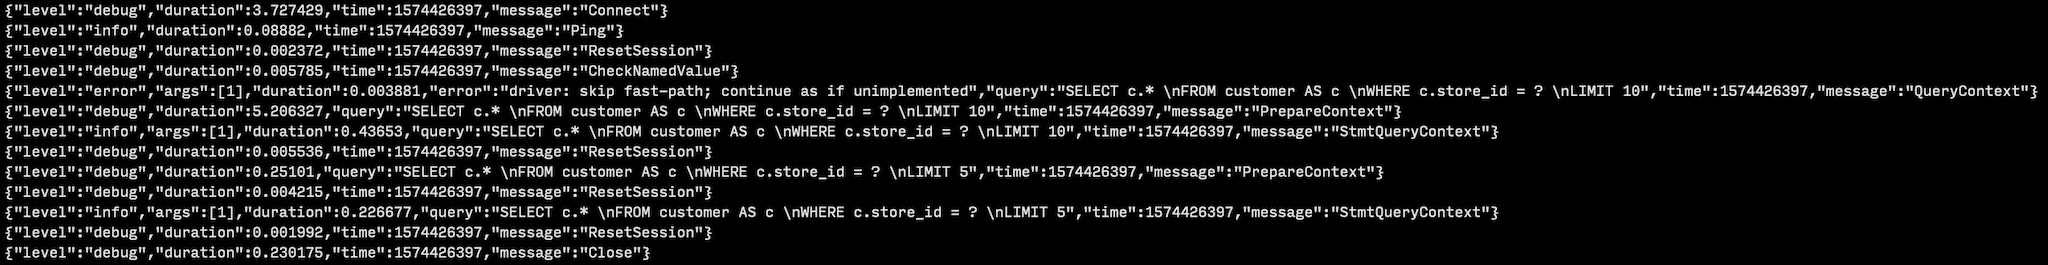 {"level":"debug","duration":3.727429,"time":1574426397,"message":"Connect"}
{"level":"info","duration":0.08882,"time":1574426397,"message":"Ping"}
{"level":"debug","duration":0.002372,"time":1574426397,"message":"ResetSession"}
{"level":"debug","duration":0.005785,"time":1574426397,"message":"CheckNamedValue"}
{"level":"error","args":[1],"duration":0.003881,"error":"driver: skip fast-path; continue as if unimplemented","query":"SELECT c.* \nFROM customer AS c \nWHERE c.store_id = ? \nLIMIT 10","time":1574426397,"message":"QueryContext"}
{"level":"debug","duration":5.206327,"query":"SELECT c.* \nFROM customer AS c \nWHERE c.store_id = ? \nLIMIT 10","time":1574426397,"message":"PrepareContext"}
{"level":"info","args":[1],"duration":0.43653,"query":"SELECT c.* \nFROM customer AS c \nWHERE c.store_id = ? \nLIMIT 10","time":1574426397,"message":"StmtQueryContext"}
{"level":"debug","duration":0.005536,"time":1574426397,"message":"ResetSession"}
{"level":"debug","duration":0.25101,"query":"SELECT c.* \nFROM customer AS c \nWHERE c.store_id = ? \nLIMIT 5","time":1574426397,"message":"PrepareContext"}
{"level":"debug","duration":0.004215,"time":1574426397,"message":"ResetSession"}
{"level":"info","args":[1],"duration":0.226677,"query":"SELECT c.* \nFROM customer AS c \nWHERE c.store_id = ? \nLIMIT 5","time":1574426397,"message":"StmtQueryContext"}
{"level":"debug","duration":0.001992,"time":1574426397,"message":"ResetSession"}
{"level":"debug","duration":0.230175,"time":1574426397,"message":"Close"}